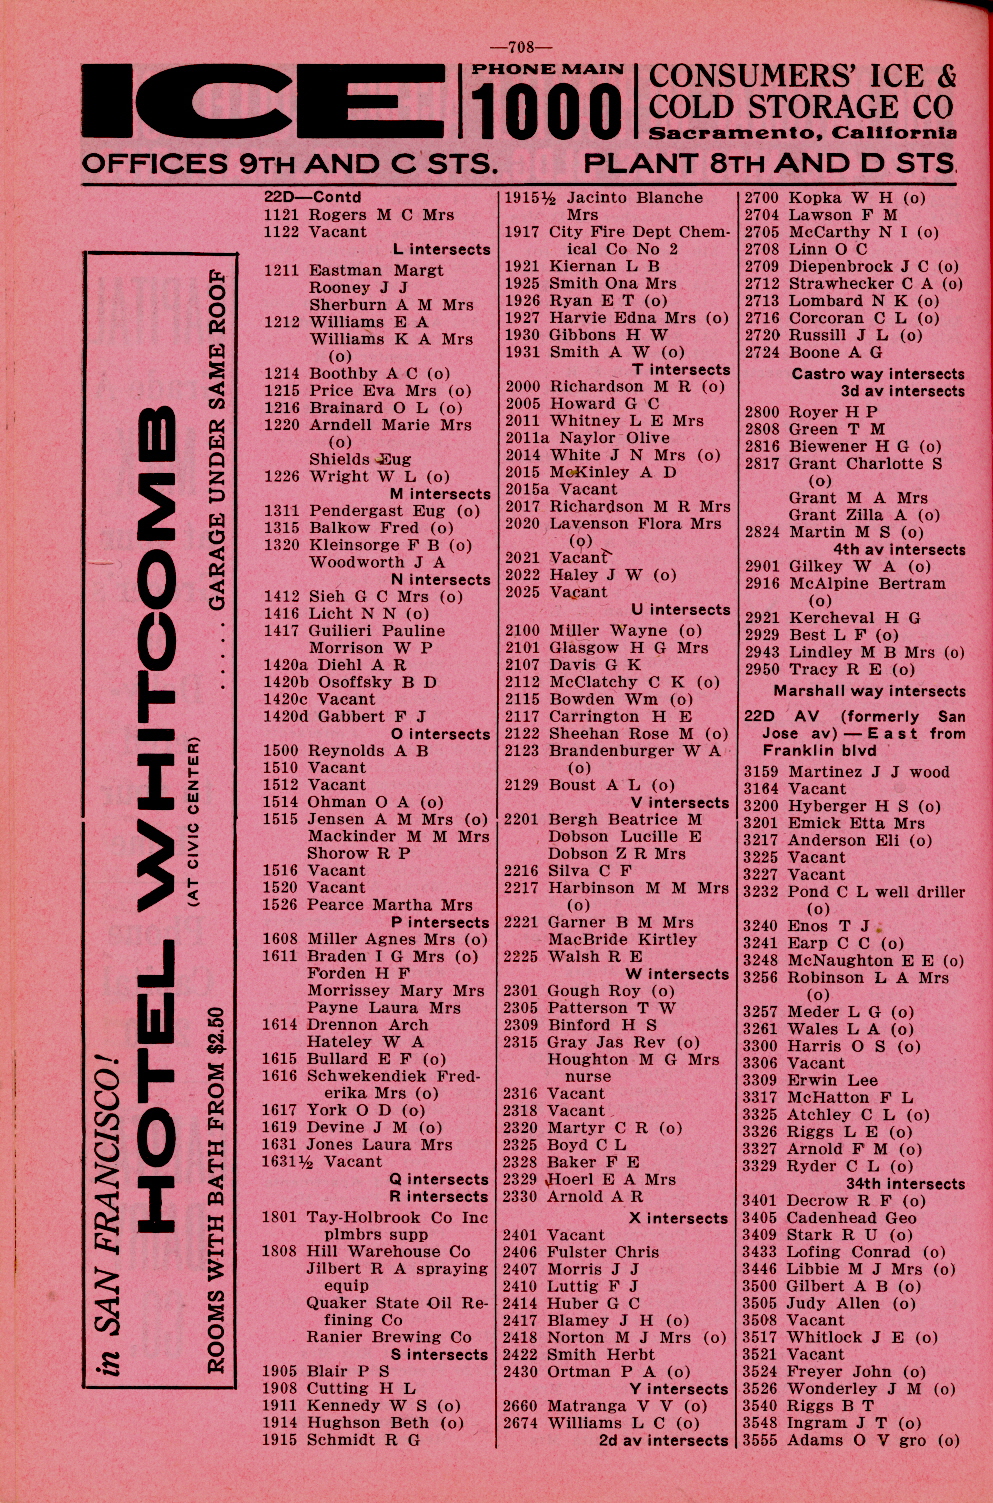 —708—
ICE
PHONE MAIN
1000
CONSUMERS' ICE &
COLD STORAGE CO
Sacramento, California
OFFICES 9TH AND C STS.
PLANT 8TH AND D STS.
in SAN FRANCISCO!
HOTEL WHITCOMB
(AT CIVIC CENTER)
ROOMS WITH BATH FROM $2.50 ...... GARAGE UNDER SAME ROOF
22D—Contd
1121 Rogers M C Mrs
1122 Vacant
L intersects
1211 Eastman Margt
Rooney J J
Sherburn A M Mrs
1212 Williams E A
Williams K A Mrs
(o)
1214 Boothby A C (o)
1215 Price Eva Mrs (o)
1216 Brainard O L (o)
1220 Arndell Marie Mrs
(o)
Shields Eug
1226 Wright W L (o)
M intersects
1311 Pendergast Eug (o)
1315 Balkow Fred (o)
1320 Kleinsorge F B (o)
Woodworth J A
N intersects
1412 Sieh G C Mrs (o)
1416 Licht N N (o)
1417 Guilieri Pauline
Morrison W P
1420a Diehl A R
1420b Osoffsky B D
1420c Vacant
1420d Gabbert F J
O intersects
1500 Reynolds A B
1510 Vacant
1512 Vacant
1514 Ohman O A (o)
1515 Jensen A M Mrs (o)
Mackinder M M Mrs
Shorow R P
1516 Vacant
1520 Vacant
1526 Pearce Martha Mrs
P intersects
1608 Miller Agnes Mrs (o)
1611 Braden I G Mrs (o)
Forden H F
Morrissey Mary Mrs
Payne Laura Mrs
1614 Drennon Arch
Hateley W A
1615 Bullard E F (o)
1616 Schwekendiek Fred-
erika Mrs (o)
1617 York O D (o)
1619 Devine J M (o)
1631 Jones Laura Mrs
1631½ Vacant
Q intersects
R intersects
1801 Tay-Holbrook Co Inc
plmbrs supp
1808 Hill Warehouse Co
Jilbert R A spraying
equip
Quaker State Oil Re-
fining Co
Ranier Brewing Co
S intersects
1905 Blair P S
1908 Cutting H L
1911 Kennedy W S (o)
1914 Hughson Beth (o)
1915 Schmidt R G
1915½ Jacinto Blanche
Mrs
1917 City Fire Dept Chem-
ical Co No 2
1921 Kiernan L B
1925 Smith Ona Mrs
1926 Ryan E T (o)
1927 Harvie Edna Mrs (o)
1930 Gibbons H W
1931 Smith A W (o)
T intersects
2000 Richardson M R (o)
2005 Howard G C
2011 Whitney L E Mrs
2011a Naylor Olive
2014 White J N Mrs (o)
2015 McKinley A D
2015a Vacant
2017 Richardson M R Mrs
2020 Lavenson Flora Mrs
(o)
2021 Vacant
2022 Haley J W (o)
2025 Vacant
U intersects
2100 Miller Wayne (o)
2101 Glasgow H G Mrs
2107 Davis G K
2112 McClatchy C K (o)
2115 Bowden Wm (o)
2117 Carrington H E
2122 Sheehan Rose M (o)
2123 Brandenburger W A
(o)
2129 Boust A L (o)
V intersects
2201 Bergh Beatrice M
Dobson Lucille E
Dobson Z R Mrs
2216 Silva C F
2217 Harbinson M M Mrs
(o)
2221 Garner B M Mrs
MacBride Kirtley
2225 Walsh R E
W intersects
2301 Gough Roy (o)
2305 Patterson T W
2309 Binford H S
2315 Gray Jas Rev (o)
Houghton M G Mrs
nurse
2316 Vacant
2318 Vacant
2320 Martyr C R (o)
2325 Boyd C L
2328 Baker F E
2329 Hoerl E A Mrs
2330 Arnold A R
X intersects
2401 Vacant
2406 Fulster Chris
2407 Morris J J
2410 Luttig F J
2414 Huber G C
2417 Blamey J H (o)
2418 Norton M J Mrs (o)
2422 Smith Herbt
2430 Ortman P A (o)
Y intersects
2660 Matranga V V (o)
2674 Williams L C (o)
2d av intersects
2700 Kopka W H (o)
2704 Lawson F M
2705 McCarthy N I (o)
2708 Linn O C
2709 Diepenbrock J C (o)
2712 Strawhecker C A (o)
2713 Lombard N K (o)
2716 Corcoran C L (o)
2720 Russill J L (o)
2724 Boone A G
Castro way intersects
3d av intersects
2800 Royer H P
2808 Green T M
2816 Biewener H G (o)
2817 Grant Charlotte S
(o)
Grant M A Mrs
Grant Zilla A (o)
2824 Martin M S (o)
4th av intersects
2901 Gilkey W A (o)
2916 McAlpine Bertram
(o)
2921 Kercheval H G
2929 Best L F (o)
2943 Lindley M B Mrs (o)
2950 Tracy R E (o)
Marshall way intersects
22D AV (formerly San
Jose av) — East from
Franklin blvd
3159 Martinez J J wood
3164 Vacant
3200 Hyberger H S (o)
3201 Emick Etta Mrs
3217 Anderson Eli (o)
3225 Vacant
3227 Vacant
3232 Pond C L well driller
(o)
3240 Enos T J
3241 Earp C C (o)
3248 McNaughton E E (o)
3256 Robinson L A Mrs
(o)
3257 Meder L G (o)
3261 Wales L A (o)
3300 Harris O S (o)
3306 Vacant
3309 Erwin Lee
3317 McHatton F L
3325 Atchley C L (o)
3326 Riggs L E (o)
3327 Arnold F M (o)
3329 Ryder C L (o)
34th intersects
3401 Decrow R F (o)
3405 Cadenhead Geo
3409 Stark R U (o)
3433 Lofing Conrad (o)
3446 Libbie M J Mrs (o)
3500 Gilbert A B (o)
3505 Judy Allen (o)
3508 Vacant
3517 Whitlock J E (o)
3521 Vacant
3524 Freyer John (o)
3526 Wonderley J M (o)
3540 Riggs B T
3548 Ingram J T (o)
3555 Adams O V gro (o)